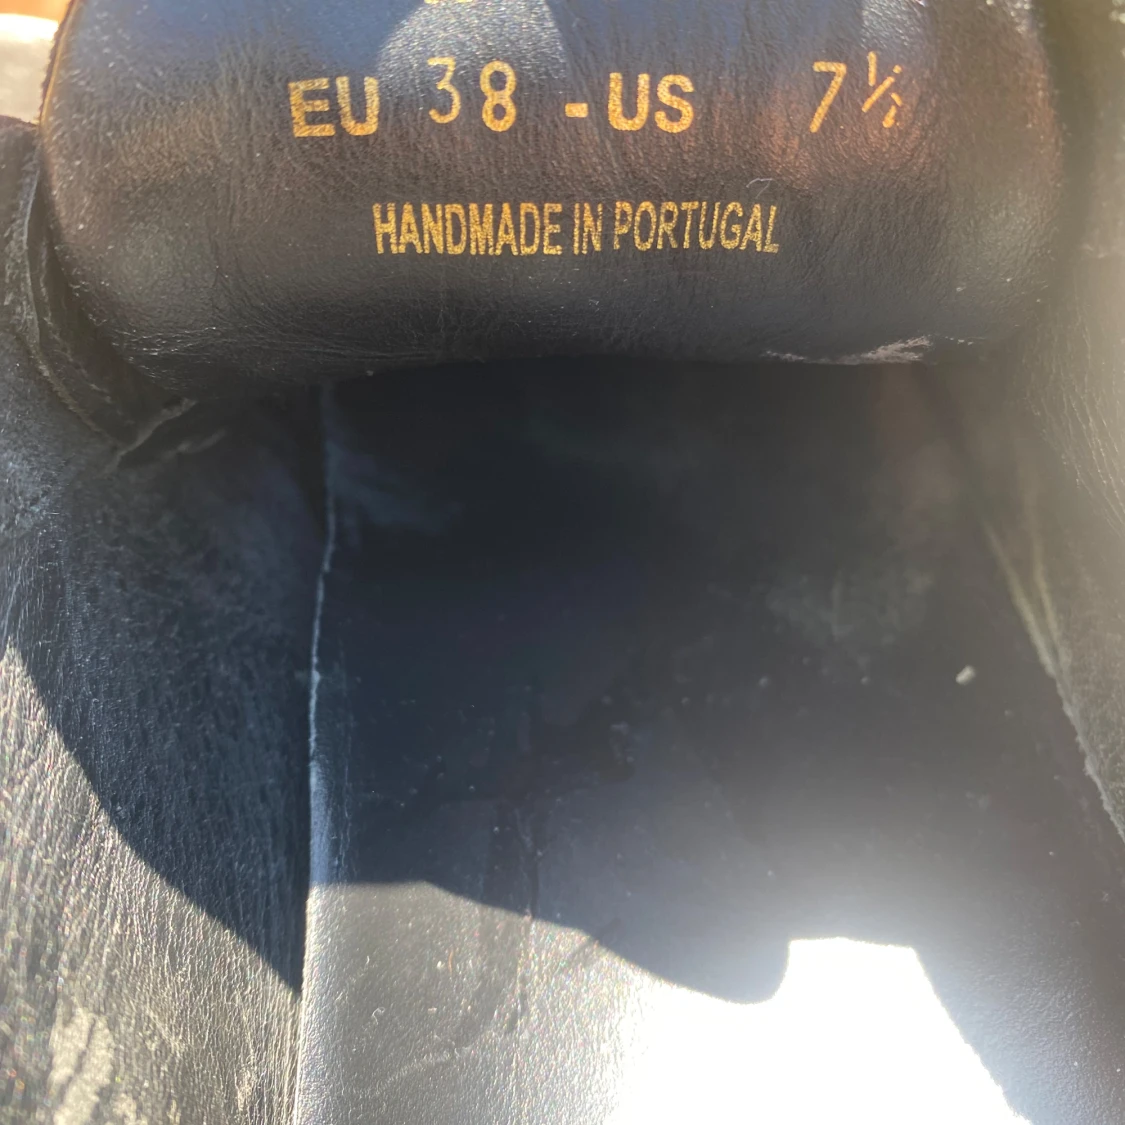 EU 38 - US 7½
HANDMADE IN PORTUGAL